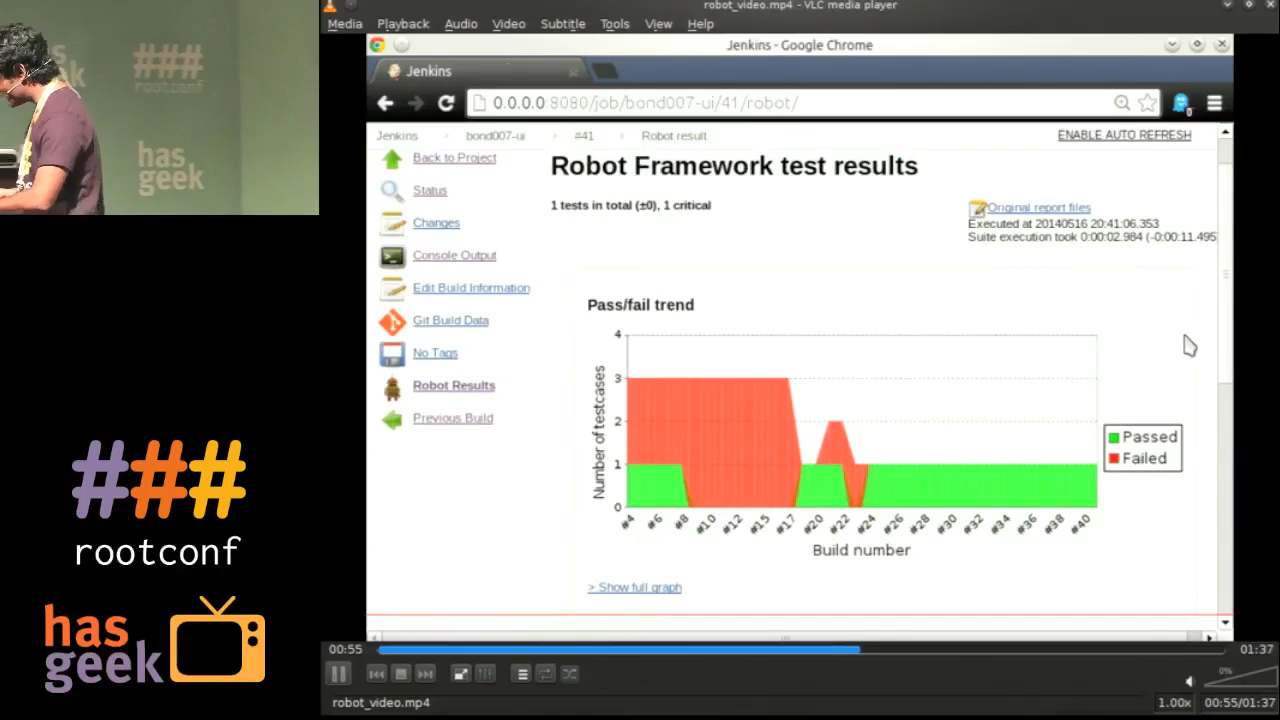 robot_video.mp4 - VLC media player
Media Playback Audio Video Subtitle Tools View Help
Jenkins - Google Chrome
Jenkins
0.0.0.0:8080/job/bond007-ui/41/robot/
Jenkins bond007-ui #41 Robot result ENABLE AUTO REFRESH
Back to Project
Status
Changes
Console Output
Edit Build Information
Git Build Data
No Tags
Robot Results
Previous Build
Robot Framework test results
1 tests in total (±0), 1 critical
Original report files
Executed at 20140516 20:41:06.353
Suite execution took 0:00:02.984 (-0:00:11.495
Pass/fail trend
Number of testcases
4
3
2
1
0
#4 #6 #8 #10 #12 #15 #17 #20 #22 #24 #26 #28 #30 #32 #34 #36 #38 #40
Build number
Passed
Failed
> Show full graph
00:55 01:37
0%
robot_video.mp4 1.00x 00:55/01:37
###
rootconf
has
geek
###
rootconf
has
geek
has
geek